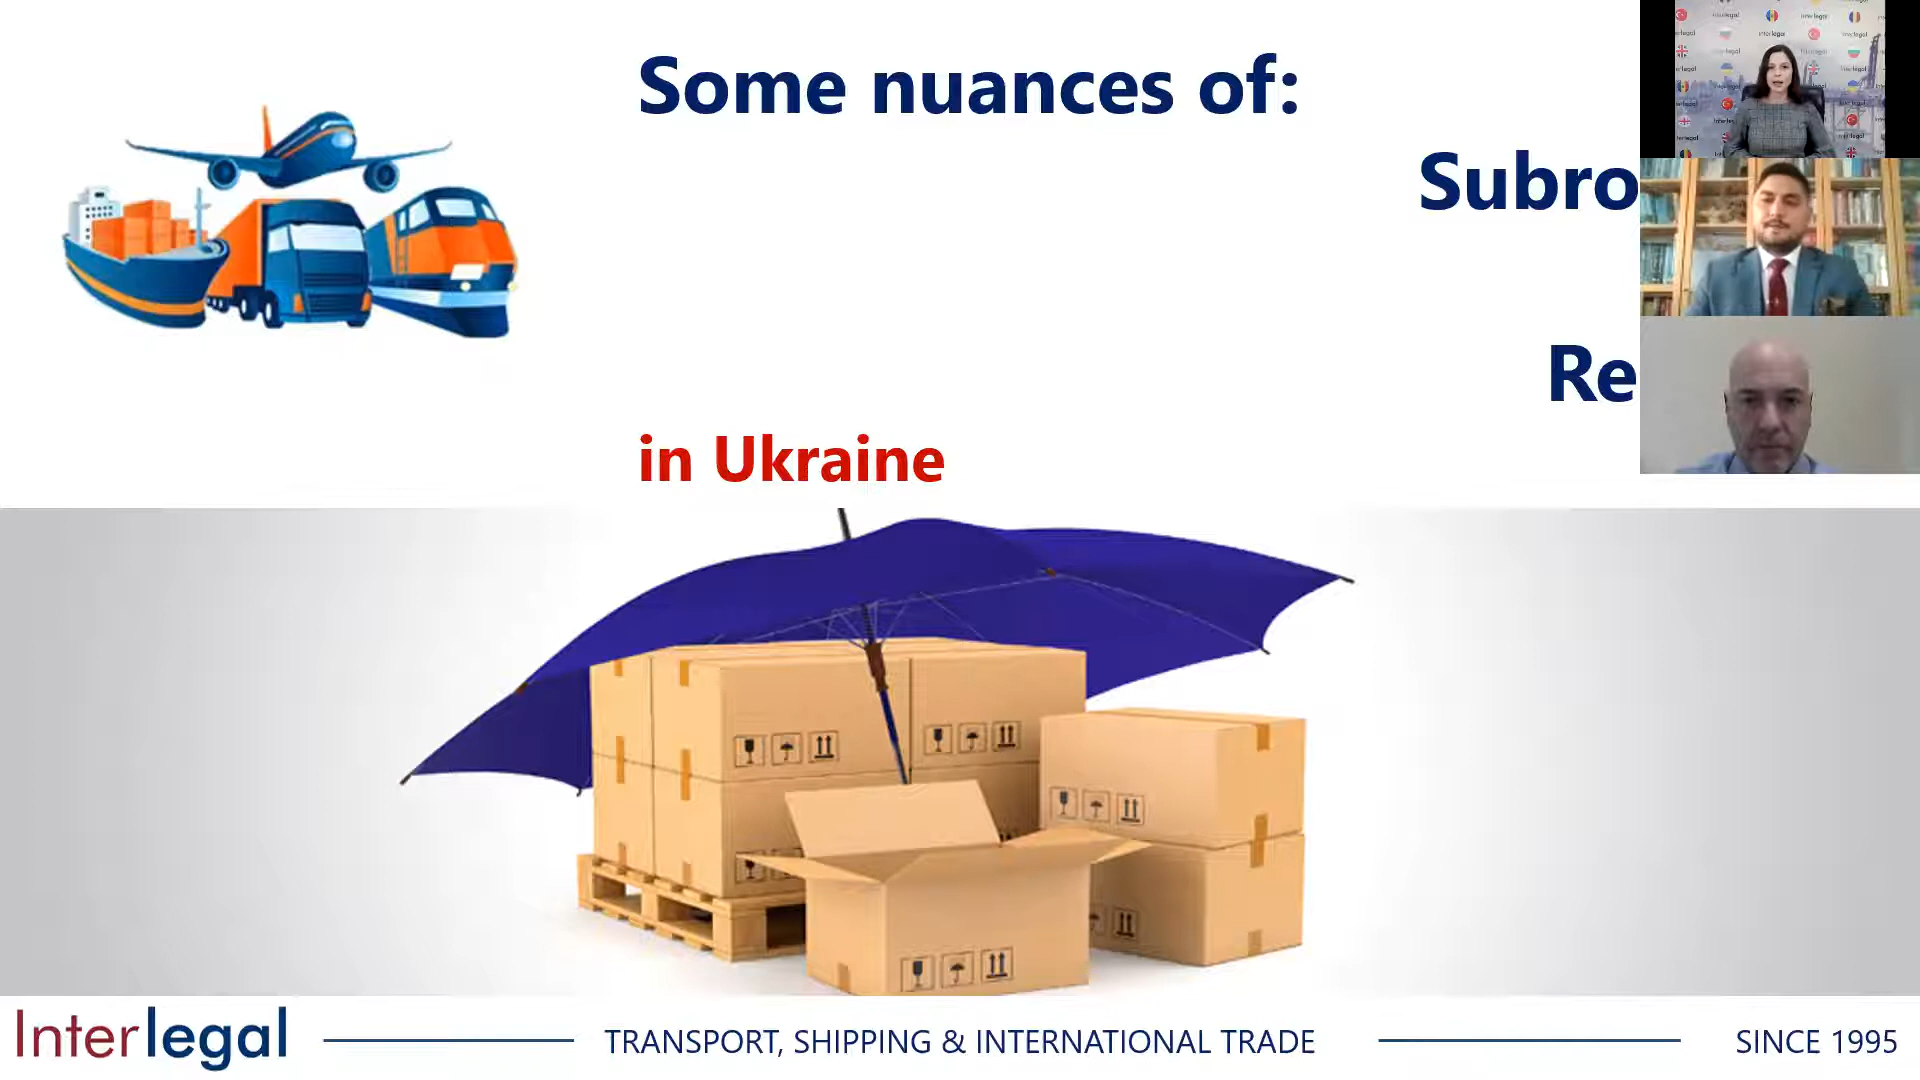 Some nuances of:
Subro
Re
in Ukraine
Interlegal
TRANSPORT, SHIPPING & INTERNATIONAL TRADE
SINCE 1995